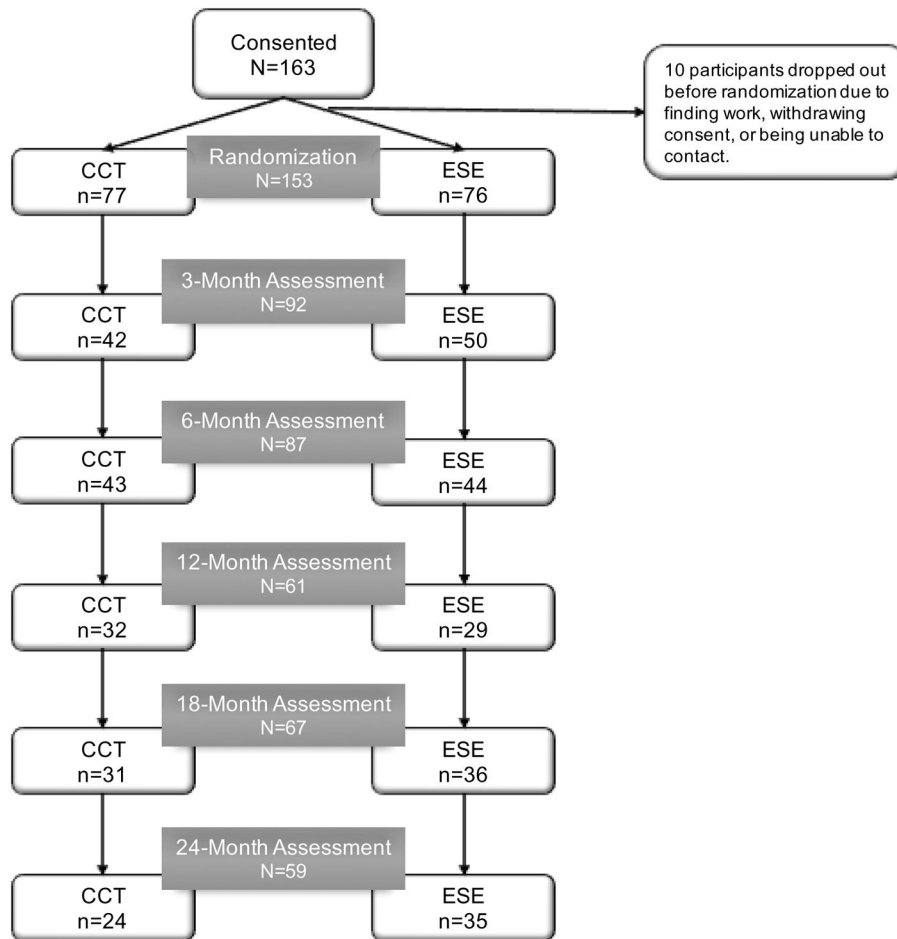 Consented
N=163
10 participants dropped out
before randomization due to
finding work, withdrawing
consent, or being unable to
contact.
Randomization
N=153
CCT
n=77
ESE
n=76
3-Month Assessment
N=92
CCT
n=42
ESE
n=50
6-Month Assessment
N=87
CCT
n=43
ESE
n=44
12-Month Assessment
N=61
CCT
n=32
ESE
n=29
18-Month Assessment
N=67
CCT
n=31
ESE
n=36
24-Month Assessment
N=59
CCT
n=24
ESE
n=35